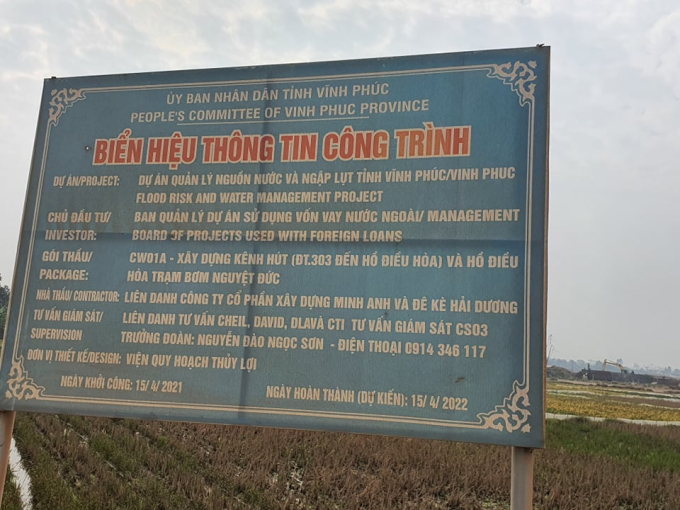 ỦY BAN NHÂN DÂN TỈNH VĨNH PHÚC
PEOPLE'S COMMITTEE OF VINH PHUC PROVINCE
BIỂN HIỆU THÔNG TIN CÔNG TRÌNH
DỰ ÁN/PROJECT: DỰ ÁN QUẢN LÝ NGUỒN NƯỚC VÀ NGẬP LỤT TỈNH VĨNH PHÚC/VINH PHUC
FLOOD RISK AND WATER MANAGEMENT PROJECT
CHỦ ĐẦU TƯ/ BAN QUẢN LÝ DỰ ÁN SỬ DỤNG VỐN VAY NƯỚC NGOÀI/ MANAGEMENT
INVESTOR: BOARD OF PROJECTS USED WITH FOREIGN LOANS
GÓI THẦU/ CW01A - XÂY DỰNG KÊNH HÚT (ĐT.303 ĐẾN HỒ ĐIỀU HÒA) VÀ HỒ ĐIỀU
PACKAGE: HÒA TRẠM BƠM NGUYỆT ĐỨC
NHÀ THẦU/ CONTRACTOR: LIÊN DANH CÔNG TY CỔ PHẦN XÂY DỰNG MINH ANH VÀ ĐÊ KÈ HẢI DƯƠNG
TƯ VẤN GIÁM SÁT/ LIÊN DANH TƯ VẤN CHEIL, DAVID, DLAVÀ CTI TƯ VẤN GIÁM SÁT CS03
SUPERVISION TRƯỞNG ĐOÀN: NGUYỄN ĐÀO NGỌC SƠN - ĐIỆN THOẠI 0914 346 117
ĐƠN VỊ THIẾT KẾ/DESIGN: VIỆN QUY HOẠCH THỦY LỢI
NGÀY KHỞI CÔNG: 15/4/2021 NGÀY HOÀN THÀNH (DỰ KIẾN): 15/4/ 2022